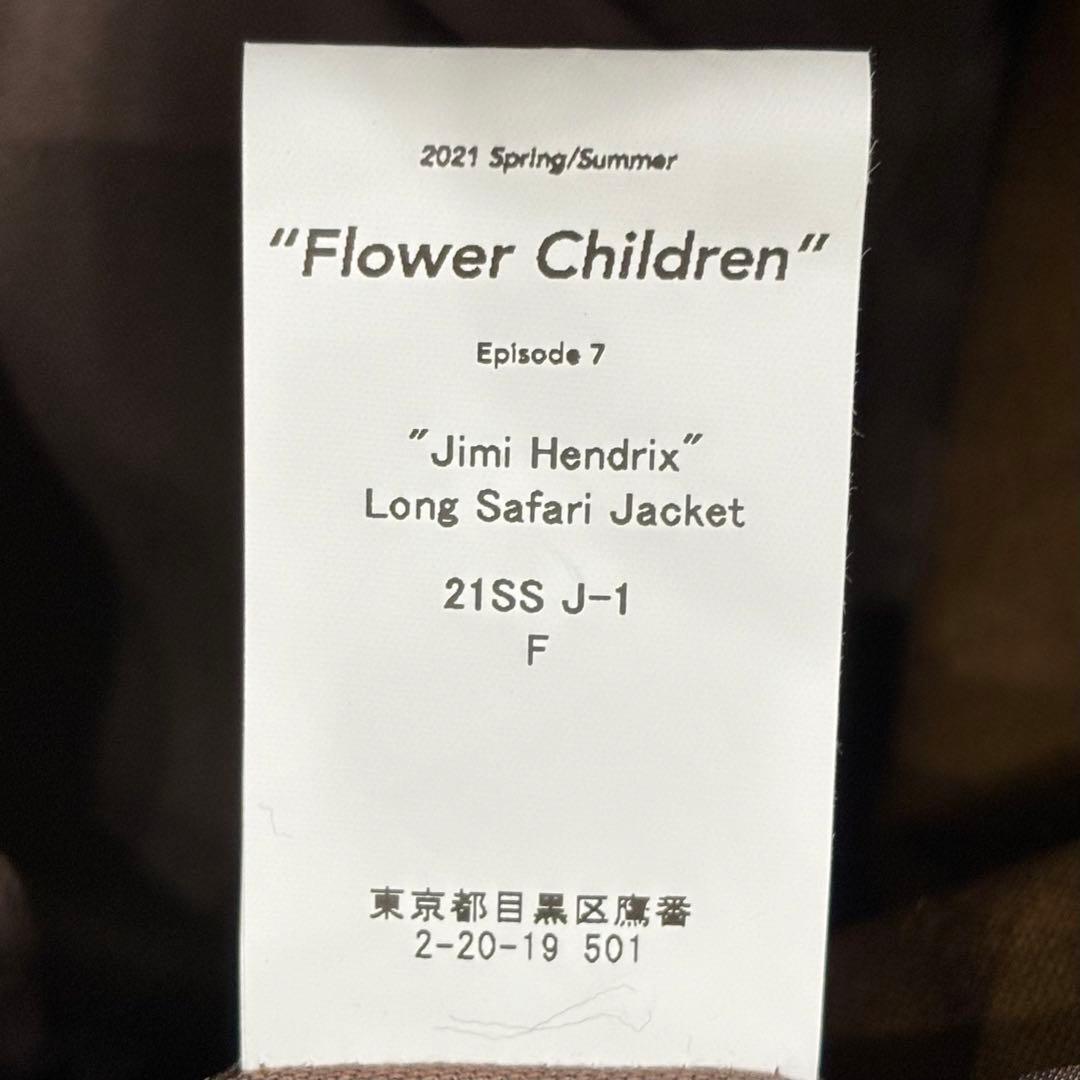 2021 Spring/Summer
"Flower Children"
Episode 7
"Jimi Hendrix"
Long Safari Jacket
21SS J-1
F
東京都目黒区鷹番
2-20-19 501